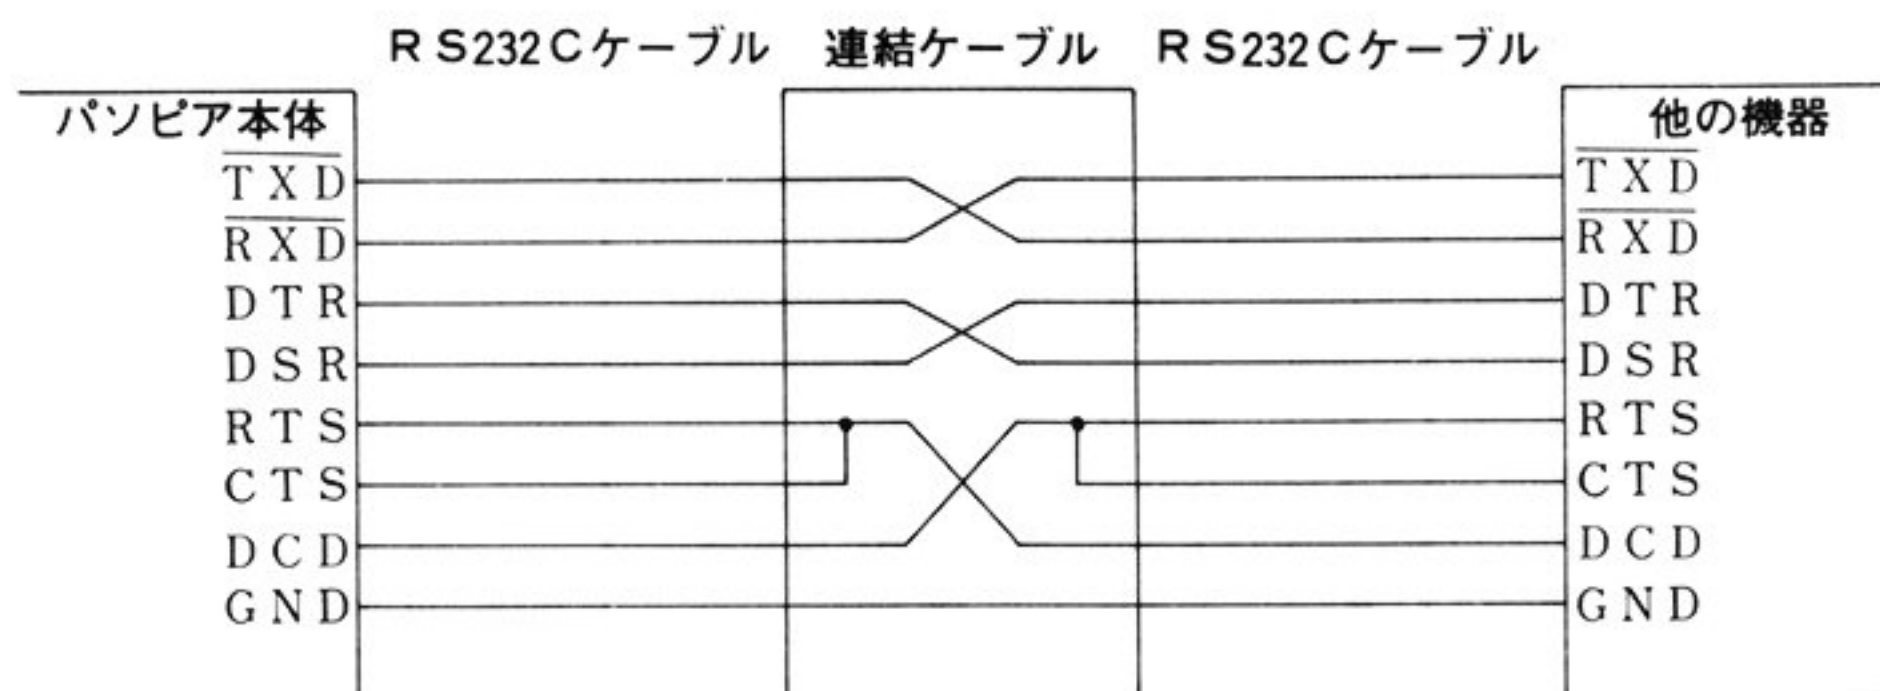 RS232Cケーブル 連結ケーブル RS232Cケーブル
パソピア本体 他の機器
TXD TXD
RXD RXD
DTR DTR
DSR DSR
RTS RTS
CTS CTS
DCD DCD
GND GND